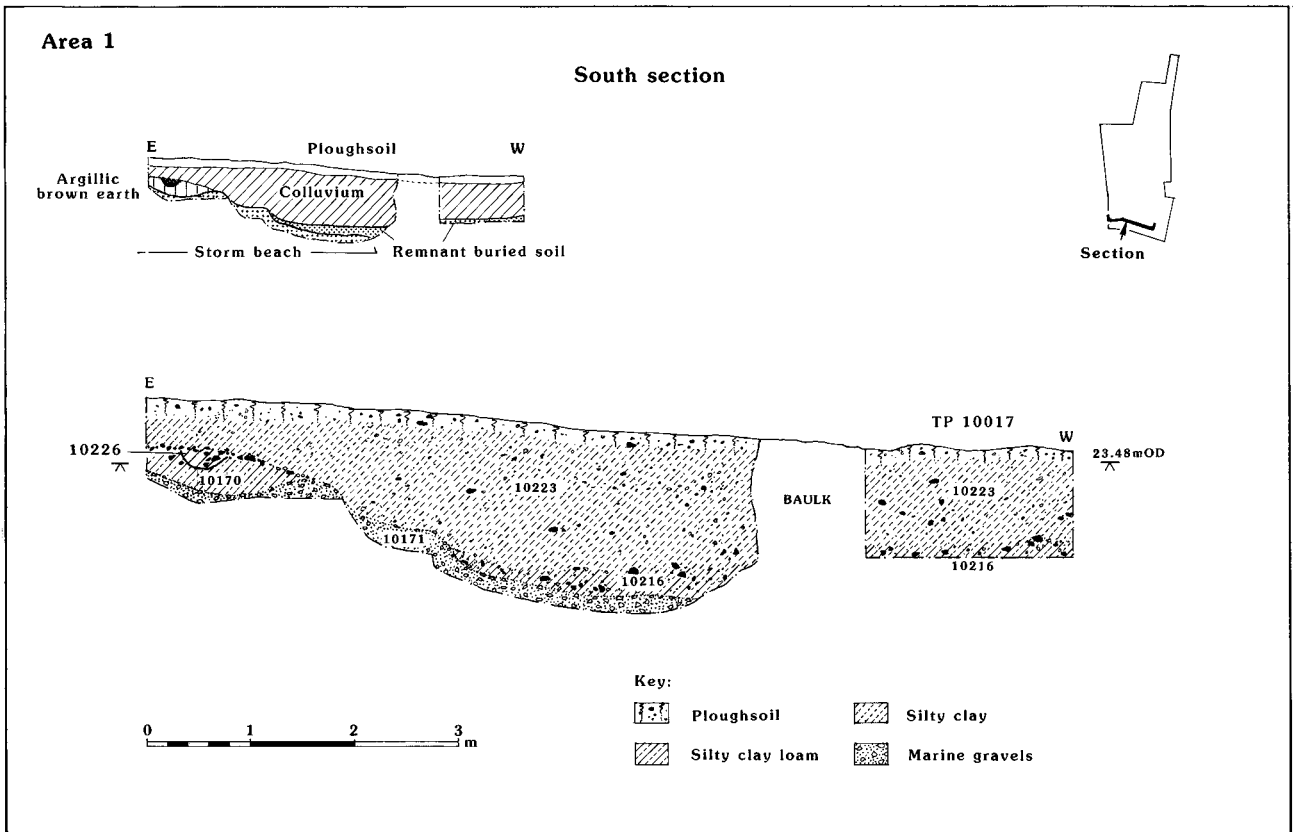 Area 1
South section
E
Ploughsoil
W
Argillic
brown earth
Colluvium
Storm beach
Remnant buried soil
Section
E
TP 10017
W
10226
23.48mOD
10170
10223
10223
BAULK
10171
10216
10216
Key:
Ploughsoil
Silty clay
Silty clay loam
Marine gravels
0 1 2 3
m